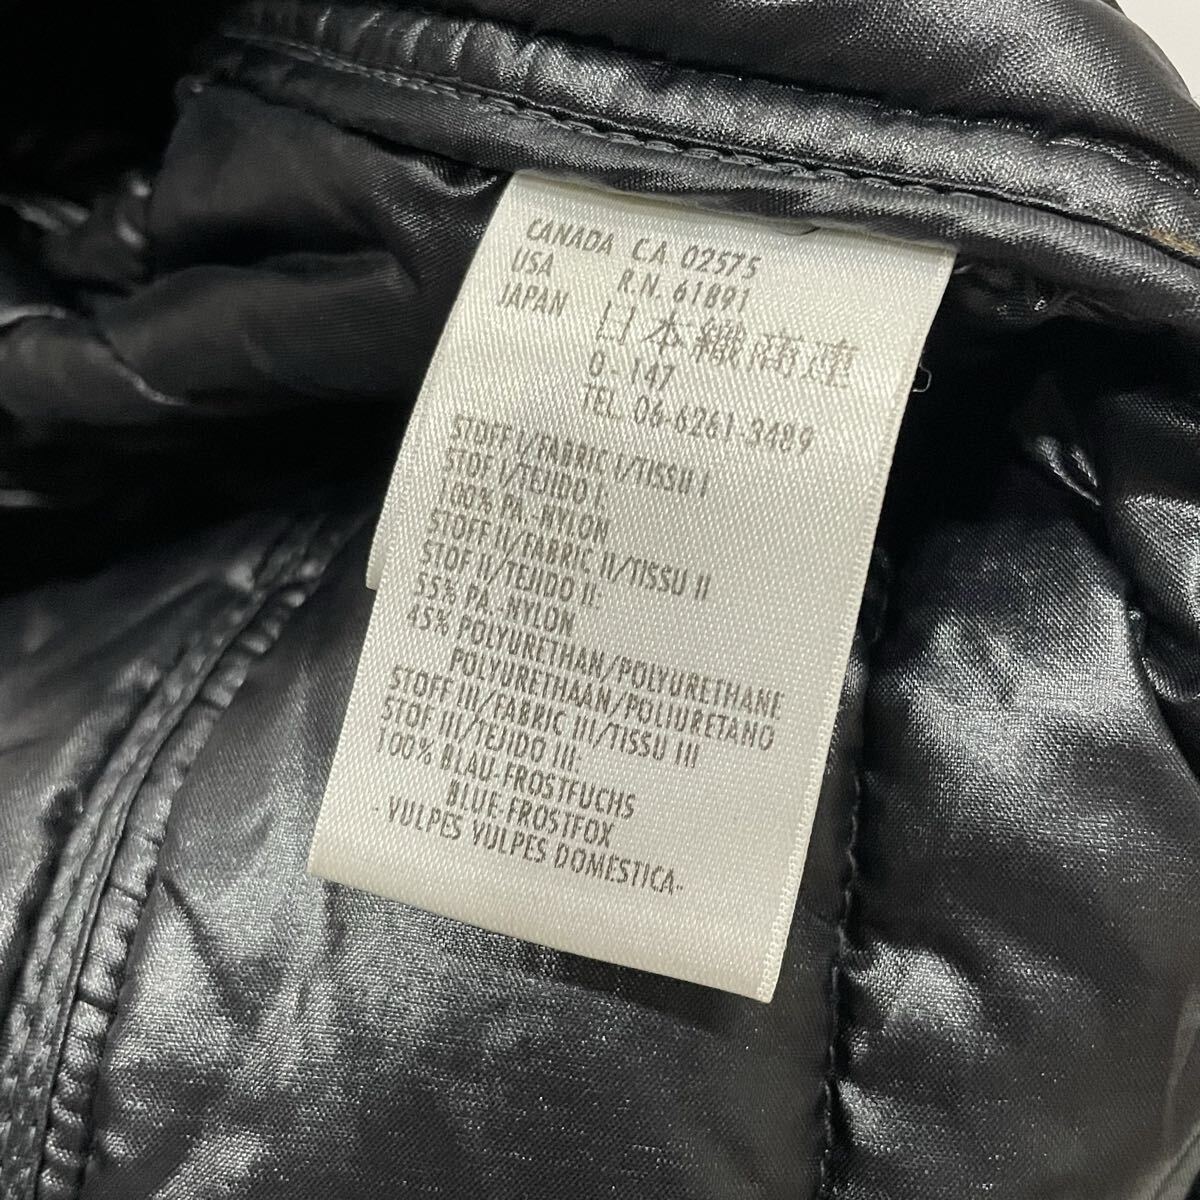 CANADA C.A. 02575
USA R.N. 61891
JAPAN 日本織商連
0-147
TEL. 06-6261-3489
STOFF I/FABRIC I/TISSU I
STOF I/TEJIDO I:
100% PA.-NYLON
STOFF II/FABRIC II/TISSU II
STOF II/TEJIDO II:
55% PA.-NYLON
45% POLYURETHAN/POLYURETHANE
POLYURETHAAN/POLIURETANO
STOFF III/FABRIC III/TISSU III
STOF III/TEJIDO III:
100% BLAU-FROSTFUCHS
BLUE-FROSTFOX
-VULPES VULPES DOMESTICA-